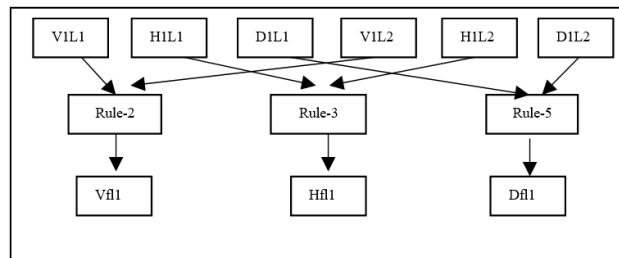 V1L1 H1L1 D1L1 V1L2 H1L2 D1L2
Rule-2 Rule-3 Rule-5
Vfl1 Hfl1 Dfl1